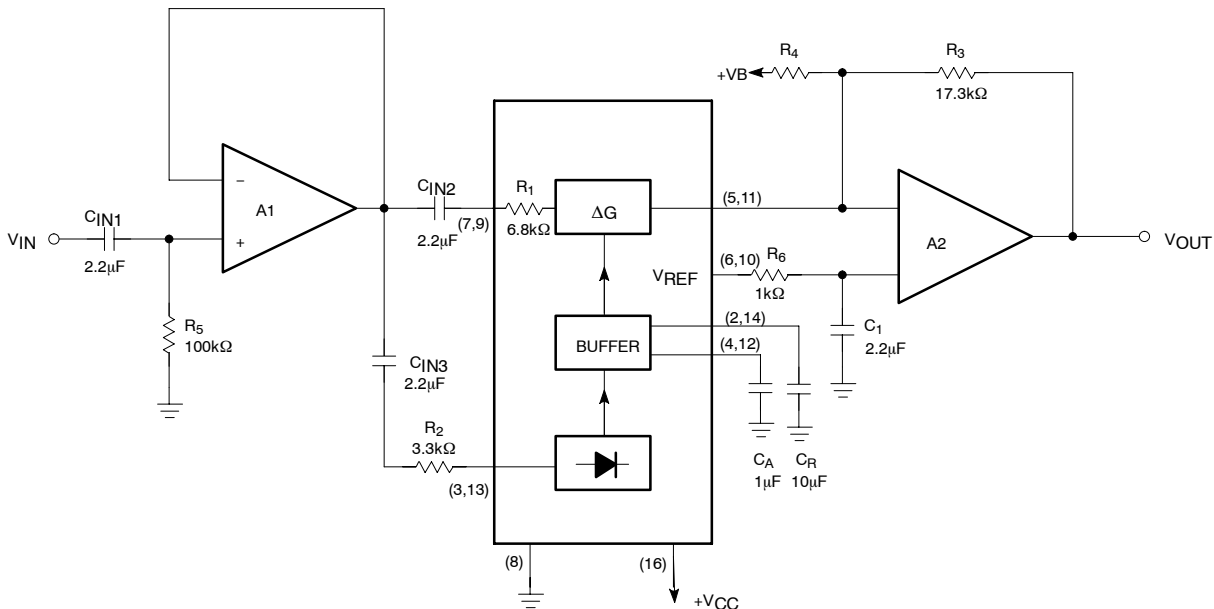 R4
R3
+VB
17.3kΩ
−
A1
+
CIN1
VIN
2.2µF
R5
100kΩ
CIN2
2.2µF
(7,9)
R1
6.8kΩ
ΔG
(5,11)
(6,10)
R6
VREF
1kΩ
A2
VOUT
C1
2.2µF
BUFFER
(2,14)
(4,12)
CIN3
2.2µF
R2
3.3kΩ
(3,13)
CA
1µF
CR
10µF
(8)
(16)
+VCC